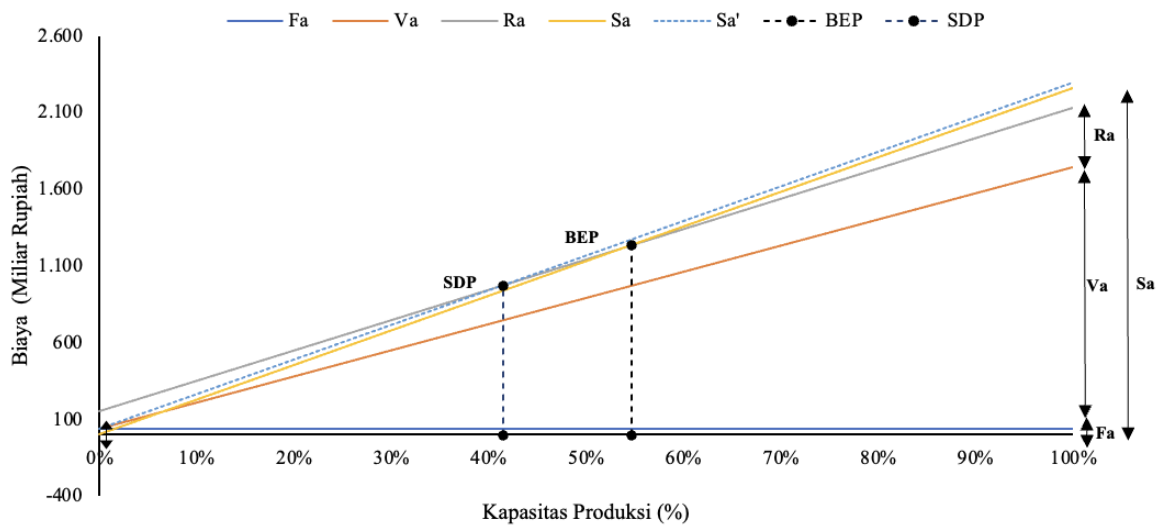 Fa Va Ra Sa Sa' BEP SDP
2.600
2.100
1.600
1.100
600
100
-400
Biaya (Miliar Rupiah)
SDP
BEP
Ra
Va
Sa
Fa
0% 10% 20% 30% 40% 50% 60% 70% 80% 90% 100%
Kapasitas Produksi (%)